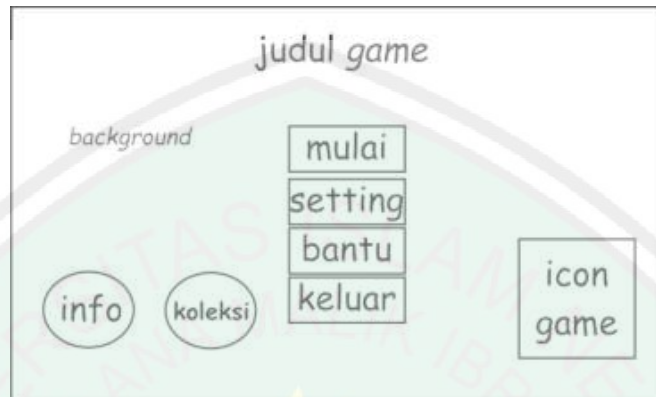 judul game
background
mulai
setting
bantu
keluar
info
koleksi
icon
game